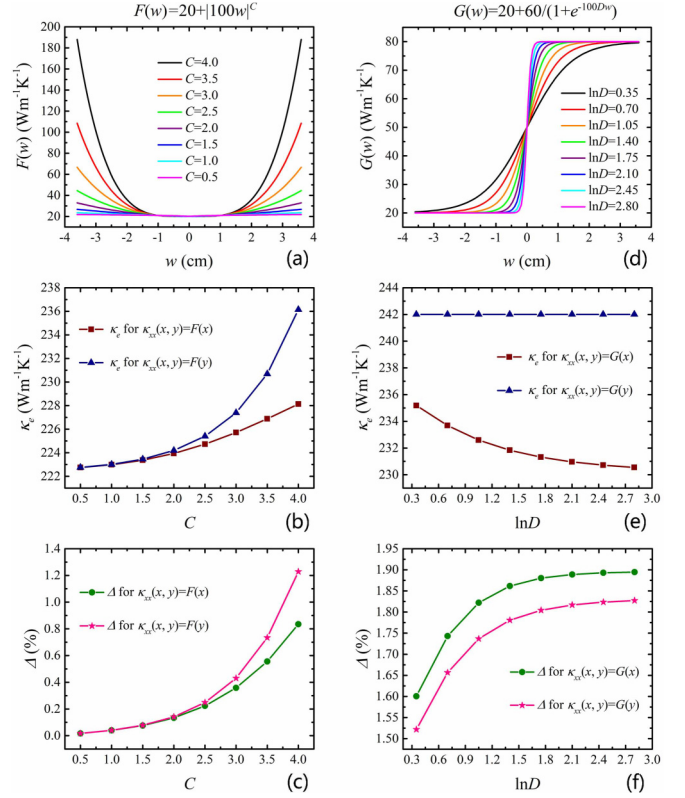 F(w)=20+|100w|^C
200
180
160
140
120
100
80
60
40
20
F(w) (Wm⁻¹K⁻¹)
C=4.0
C=3.5
C=3.0
C=2.5
C=2.0
C=1.5
C=1.0
C=0.5
-4 -3 -2 -1 0 1 2 3 4
w (cm)
(a)
G(w)=20+60/(1+e^-100Dw)
90
80
70
60
50
40
30
20
10
G(w) (Wm⁻¹K⁻¹)
lnD=0.35
lnD=0.70
lnD=1.05
lnD=1.40
lnD=1.75
lnD=2.10
lnD=2.45
lnD=2.80
-4 -3 -2 -1 0 1 2 3 4
w (cm)
(d)
238
236
234
232
230
228
226
224
222
κe (Wm⁻¹K⁻¹)
κe for κxx(x, y)=F(x)
κe for κxx(x, y)=F(y)
0.5 1.0 1.5 2.0 2.5 3.0 3.5 4.0
C
(b)
244
242
240
238
236
234
232
230
κe (Wm⁻¹K⁻¹)
κe for κxx(x, y)=G(x)
κe for κxx(x, y)=G(y)
0.3 0.6 0.9 1.2 1.5 1.8 2.1 2.4 2.7 3.0
lnD
(e)
1.4
1.2
1.0
0.8
0.6
0.4
0.2
0.0
Δ (%)
Δ for κxx(x, y)=F(x)
Δ for κxx(x, y)=F(y)
0.5 1.0 1.5 2.0 2.5 3.0 3.5 4.0
C
(c)
1.95
1.90
1.85
1.80
1.75
1.70
1.65
1.60
1.55
1.50
Δ (%)
Δ for κxx(x, y)=G(x)
Δ for κxx(x, y)=G(y)
0.3 0.6 0.9 1.2 1.5 1.8 2.1 2.4 2.7 3.0
lnD
(f)